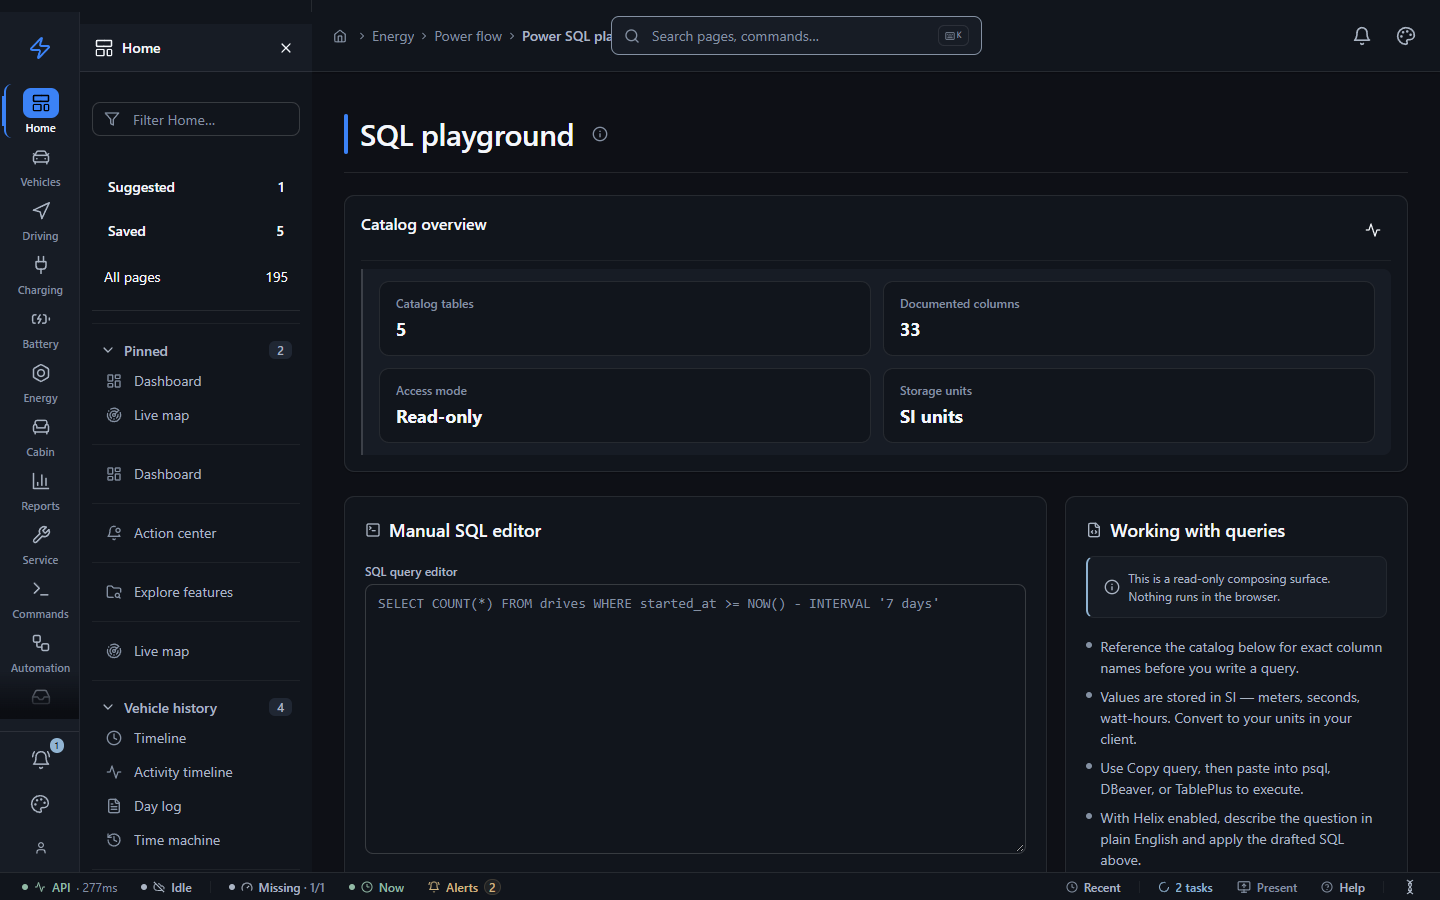 Home
Vehicles
Driving
Charging
Battery
Energy
Cabin
Reports
Service
Commands
Automation
1
Home
Filter Home...
Suggested 1
Saved 5
All pages 195
Pinned 2
Dashboard
Live map
Dashboard
Action center
Explore features
Live map
Vehicle history 4
Timeline
Activity timeline
Day log
Time machine
Energy > Power flow > Power SQL pla
Search pages, commands... K
SQL playground
Catalog overview
Catalog tables
5
Documented columns
33
Access mode
Read-only
Storage units
SI units
Manual SQL editor
SQL query editor
SELECT COUNT(*) FROM drives WHERE started_at >= NOW() - INTERVAL '7 days'
Working with queries
This is a read-only composing surface.
Nothing runs in the browser.
Reference the catalog below for exact column
names before you write a query.
Values are stored in SI — meters, seconds,
watt-hours. Convert to your units in your
client.
Use Copy query, then paste into psql,
DBeaver, or TablePlus to execute.
With Helix enabled, describe the question in
plain English and apply the drafted SQL
above.
API · 277ms
Idle
Missing · 1/1
Now
Alerts 2
Recent
2 tasks
Present
Help